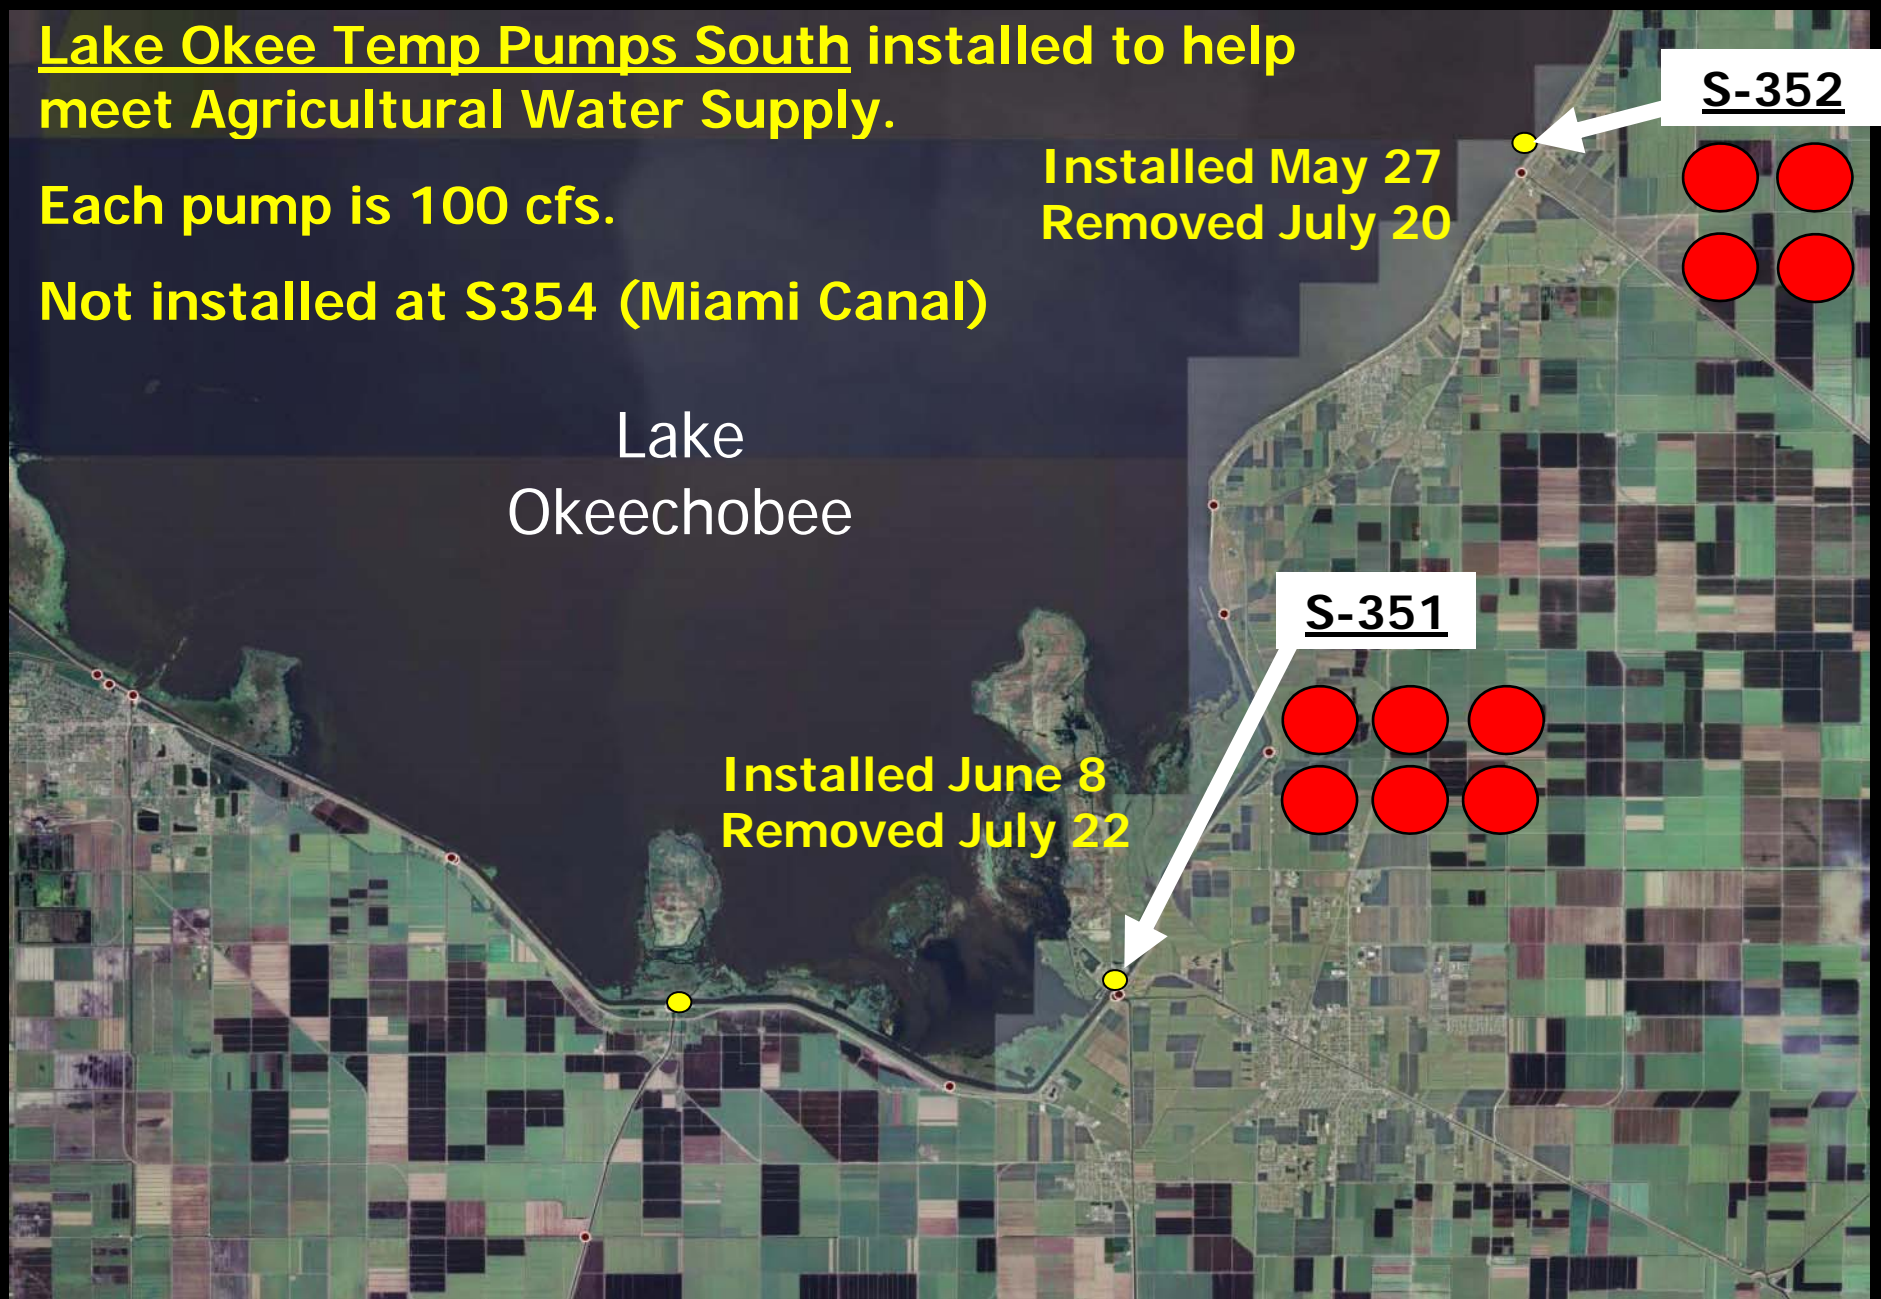 Lake Okee Temp Pumps South installed to help
meet Agricultural Water Supply.
Each pump is 100 cfs.
Not installed at S354 (Miami Canal)
S-352
Installed May 27
Removed July 20
Lake
Okeechobee
S-351
Installed June 8
Removed July 22